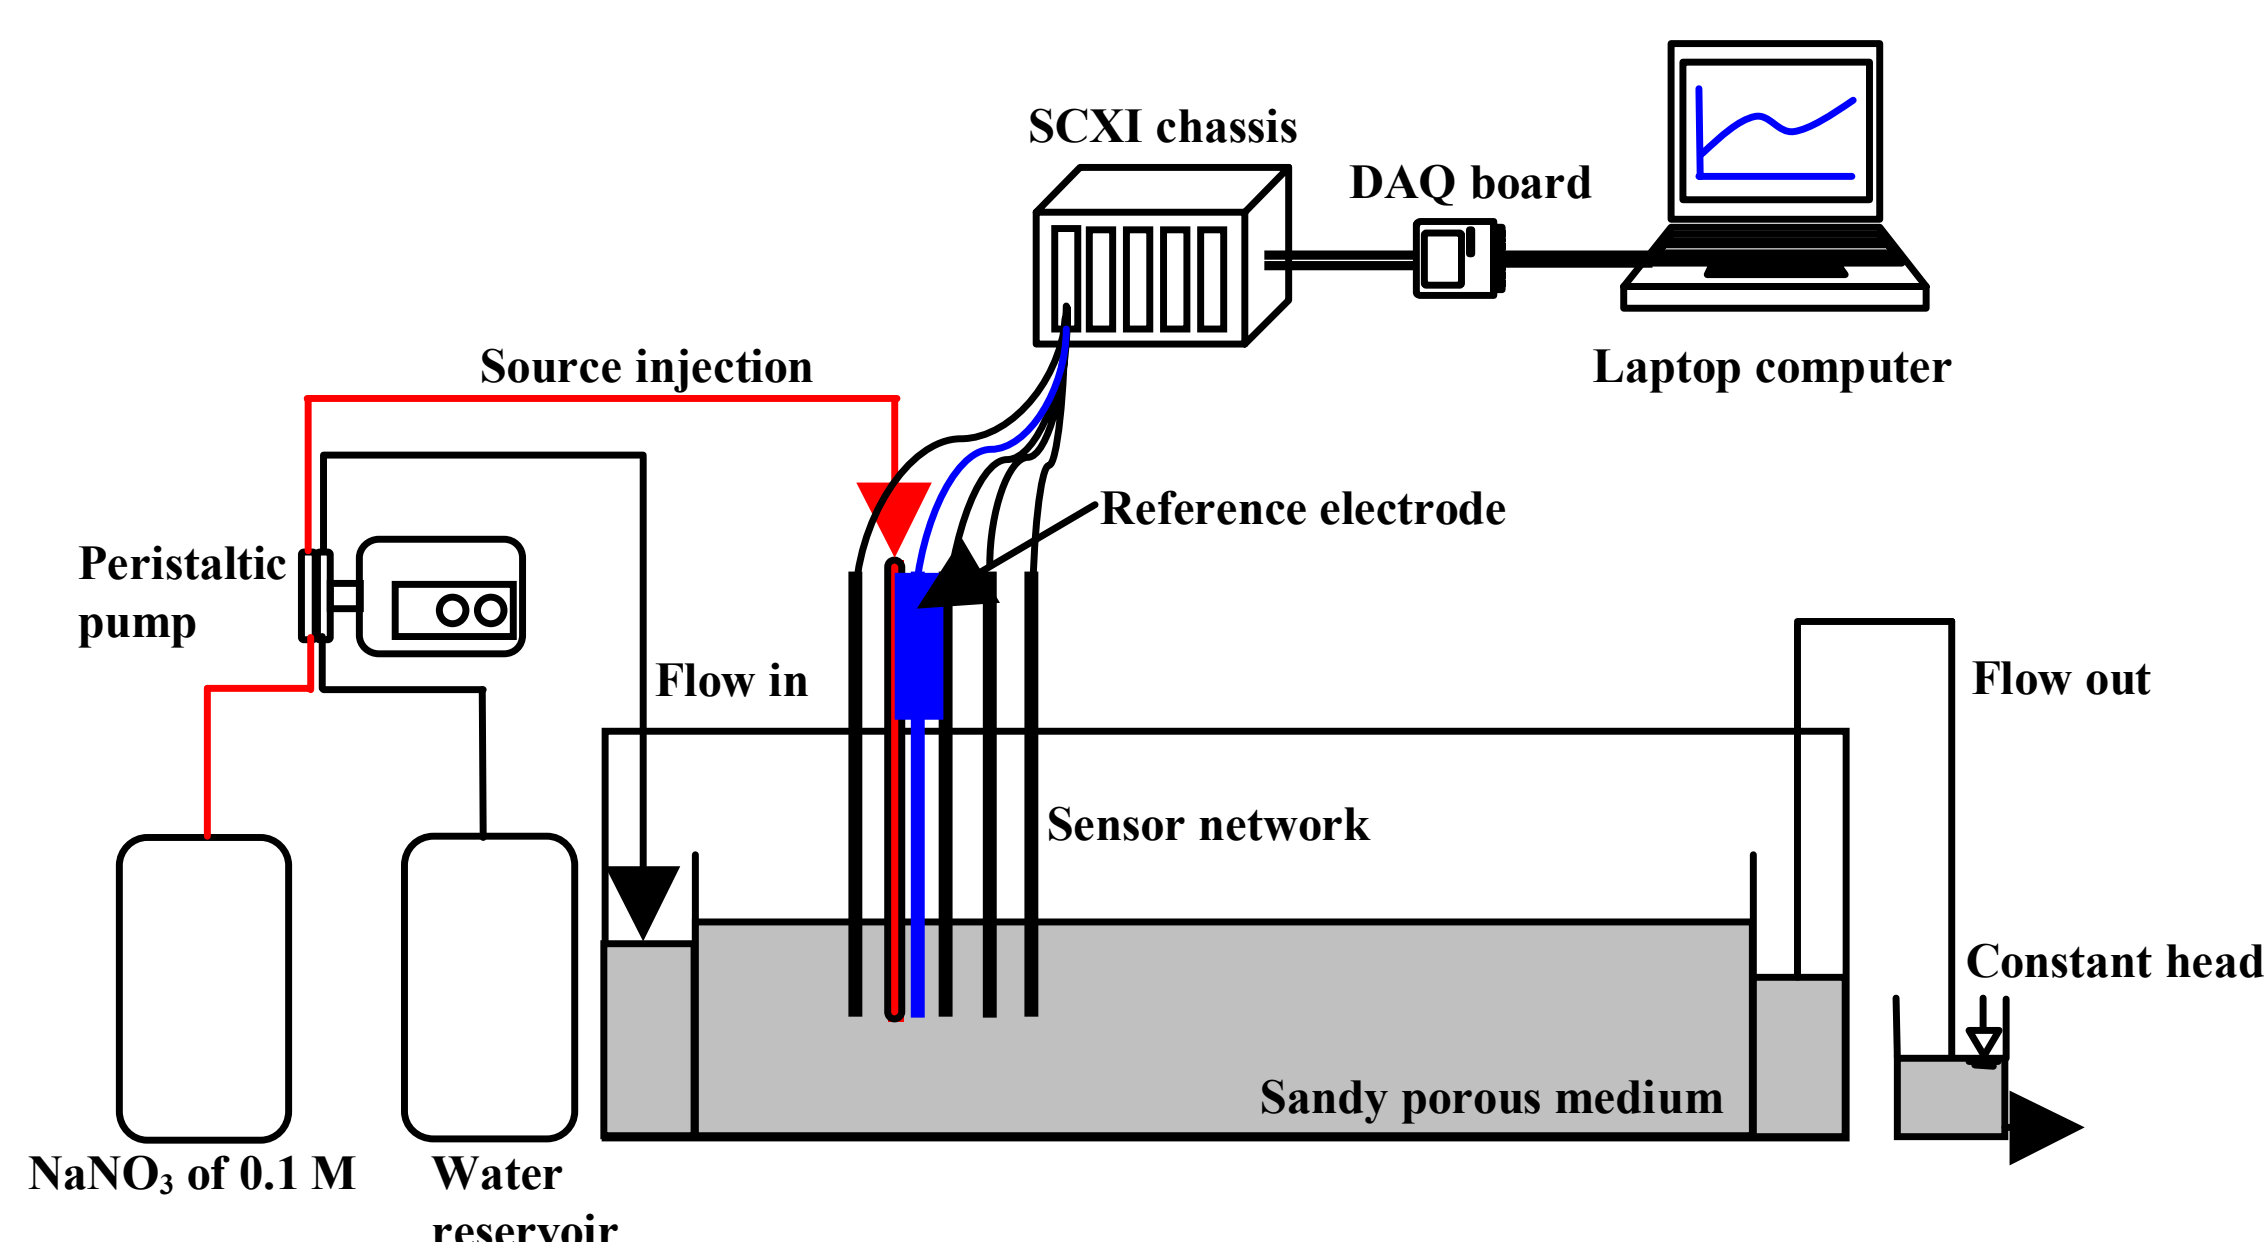 SCXI chassis
DAQ board
Laptop computer
Source injection
Reference electrode
Peristaltic
pump
Flow in
Flow out
Sensor network
Constant head
Sandy porous medium
NaNO₃ of 0.1 M
Water
reservoir